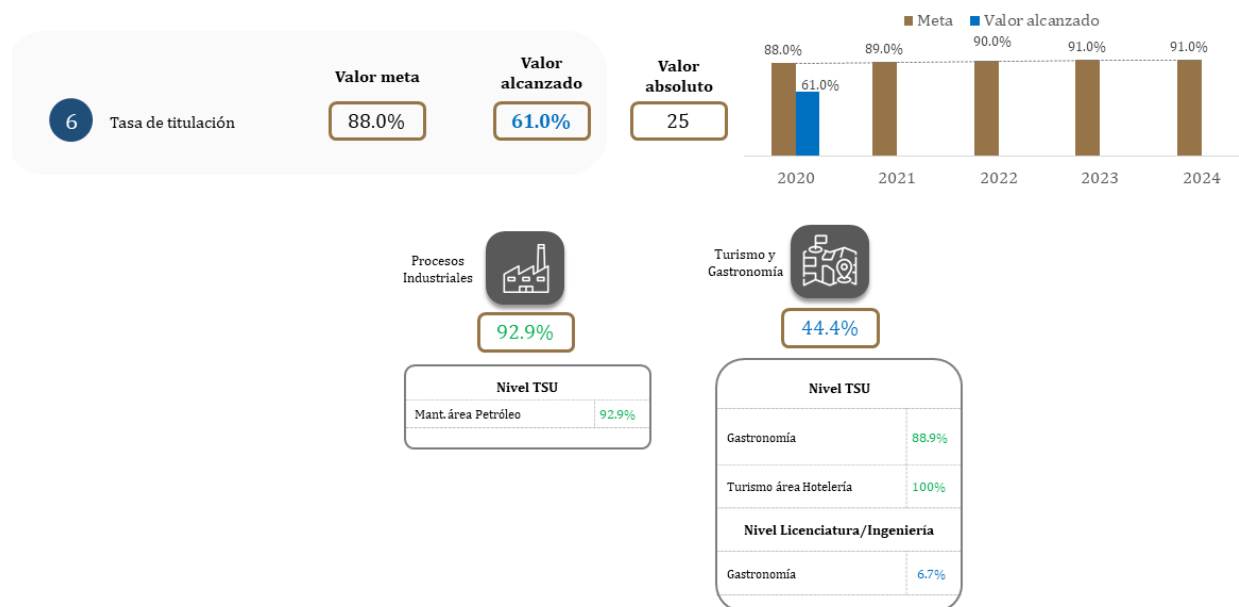 Meta Valor alcanzado
88.0% 89.0% 90.0% 91.0% 91.0%
61.0%
2020 2021 2022 2023 2024
6 Tasa de titulación
Valor meta
88.0%
Valor
alcanzado
61.0%
Valor
absoluto
25
Procesos
Industriales
92.9%
Nivel TSU
Mant. área Petróleo 92.9%
Turismo y
Gastronomía
44.4%
Nivel TSU
Gastronomía 88.9%
Turismo área Hotelería 100%
Nivel Licenciatura/Ingeniería
Gastronomía 6.7%